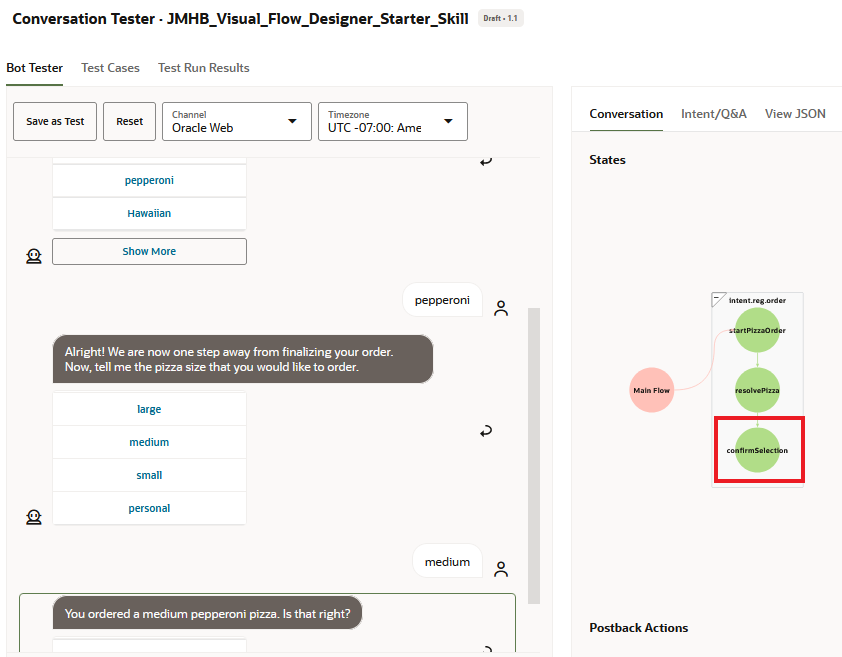 Conversation Tester · JMHB_Visual_Flow_Designer_Starter_Skill Draft • 1.1
Bot Tester Test Cases Test Run Results
Save as Test
Reset
Channel
Oracle Web
Timezone
UTC -07:00: Ame
pepperoni
Hawaiian
Show More
pepperoni
Alright! We are now one step away from finalizing your order.
Now, tell me the pizza size that you would like to order.
large
medium
small
personal
medium
You ordered a medium pepperoni pizza. Is that right?
Conversation Intent/Q&A View JSON
States
intent.reg.order
startPizzaOrder
Main Flow
resolvePizza
confirmSelection
Postback Actions